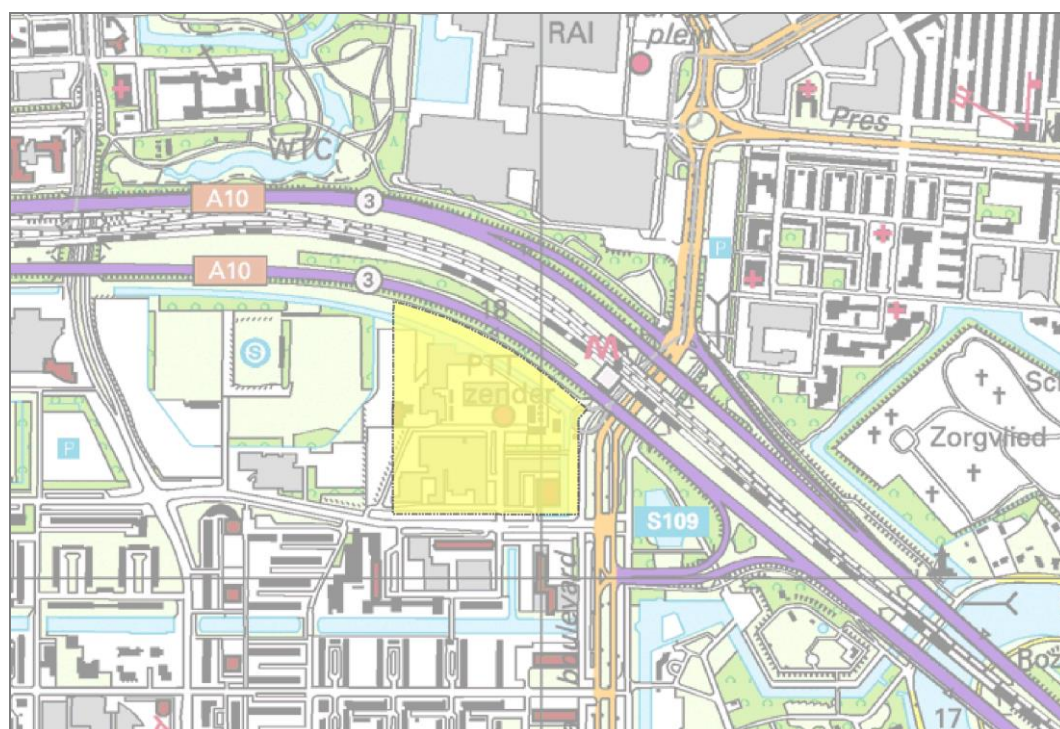 RAI
plein
Pres
WTC
A10
3
A10
3
P
18
M
PTT
zender
S
P
Zorgvlied
S109
boulevard
17